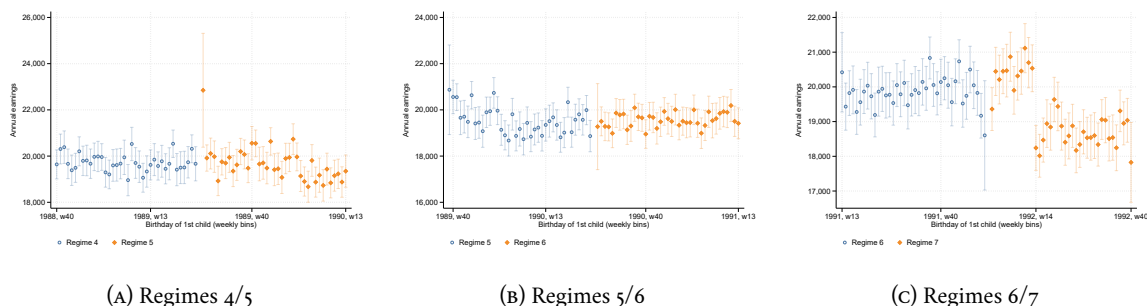 26,000
24,000
22,000
20,000
18,000
Annual earnings
1988, w40
1989, w13
1989, w40
1990, w13
Birthday of 1st child (weekly bins)
Regime 4
Regime 5
(A) Regimes 4/5
24,000
22,000
20,000
18,000
16,000
Annual earnings
1989, w40
1990, w13
1990, w40
1991, w13
Birthday of 1st child (weekly bins)
Regime 5
Regime 6
(B) Regimes 5/6
22,000
21,000
20,000
19,000
18,000
17,000
Annual earnings
1991, w13
1991, w40
1992, w14
1992, w40
Birthday of 1st child (weekly bins)
Regime 6
Regime 7
(C) Regimes 6/7